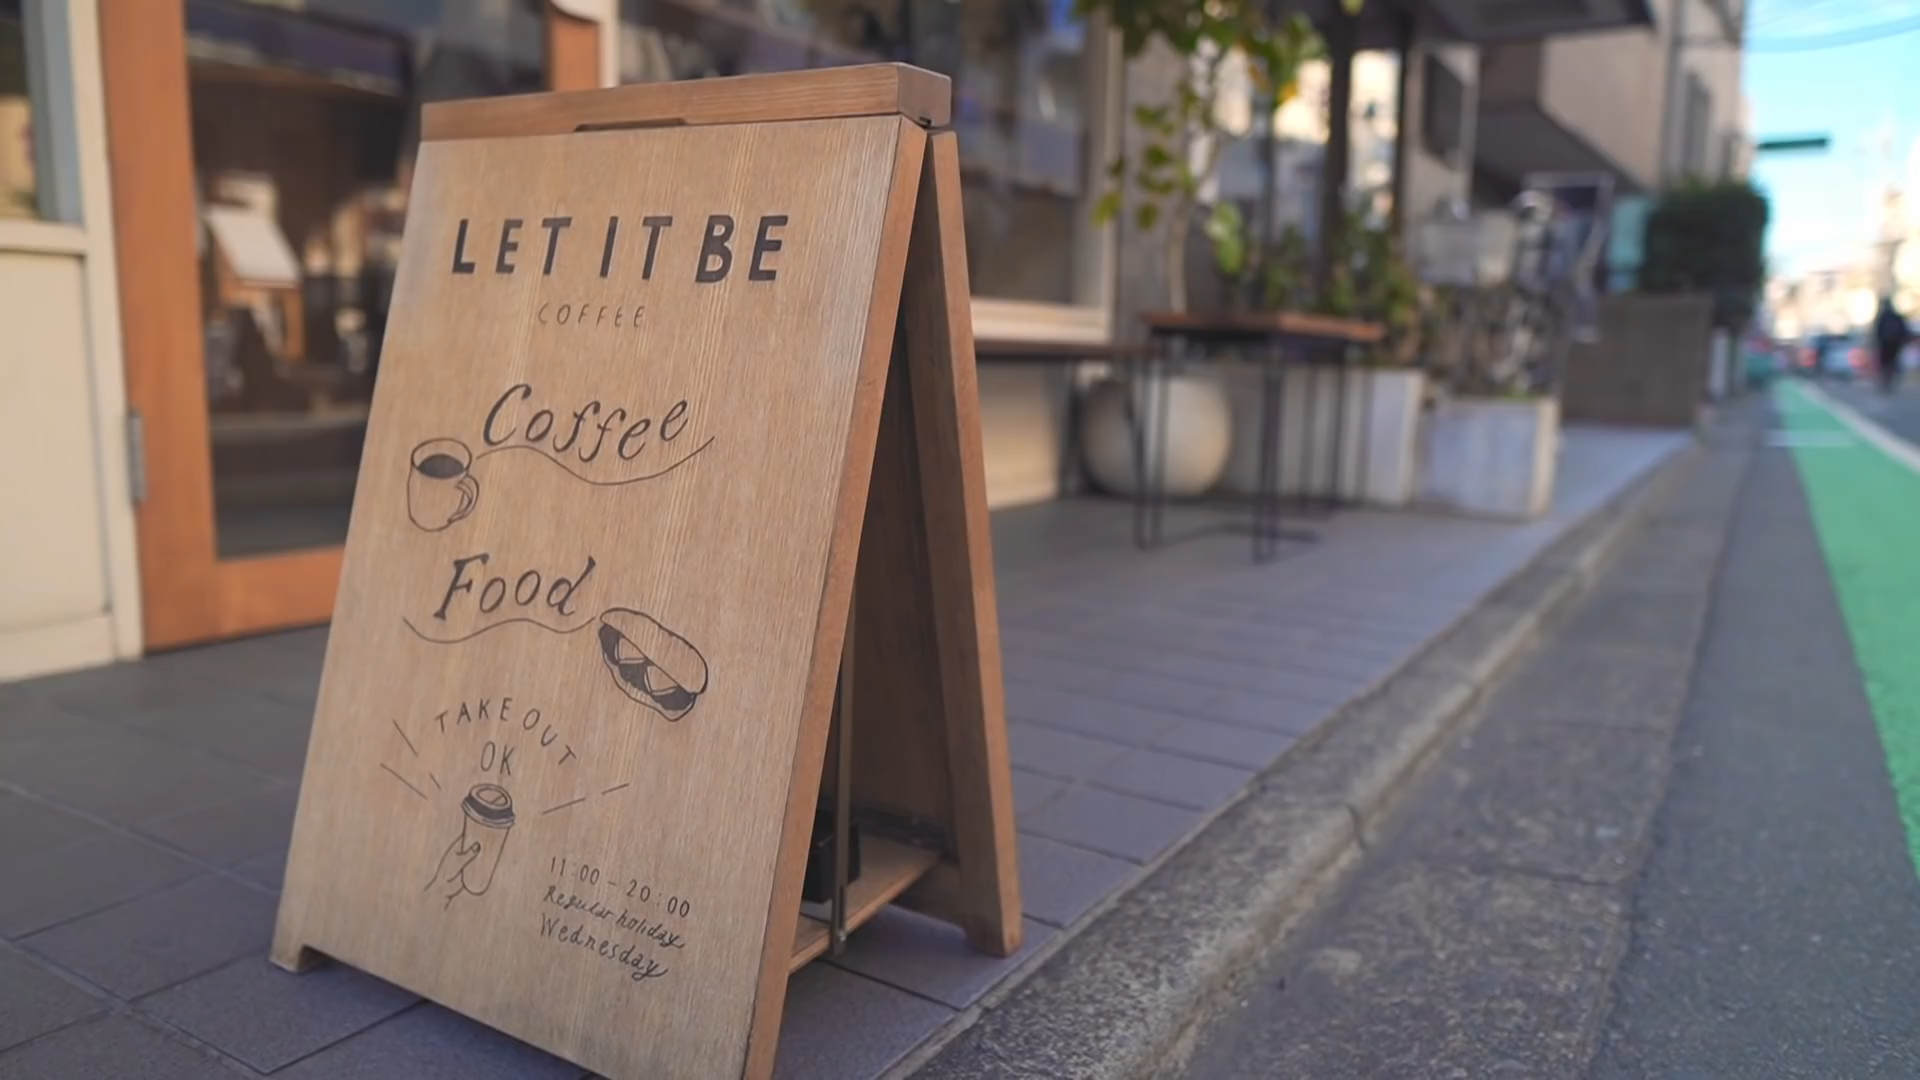 LET IT BE
COFFEE
Coffee
Food
TAKE OUT
OK
11:00 - 20:00
Regular holiday
Wednesday